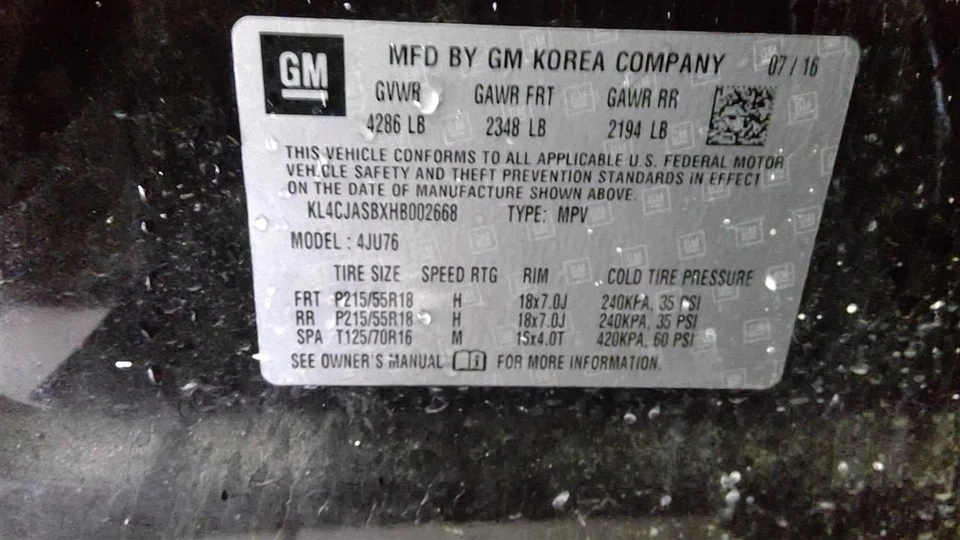 GM MFD BY GM KOREA COMPANY 07/16
GVWR GAWR FRT GAWR RR
4286 LB 2348 LB 2194 LB
THIS VEHICLE CONFORMS TO ALL APPLICABLE U.S. FEDERAL MOTOR
VEHICLE SAFETY AND THEFT PREVENTION STANDARDS IN EFFECT
ON THE DATE OF MANUFACTURE SHOWN ABOVE.
KL4CJASBXHB002668 TYPE: MPV
MODEL : 4JU76
TIRE SIZE SPEED RTG RIM COLD TIRE PRESSURE
FRT P215/55R18 H 18x7.0J 240KPA, 35 PSI
RR P215/55R18 H 18x7.0J 240KPA, 35 PSI
SPA T125/70R16 M 15x4.0T 420KPA, 60 PSI
SEE OWNER'S MANUAL FOR MORE INFORMATION.